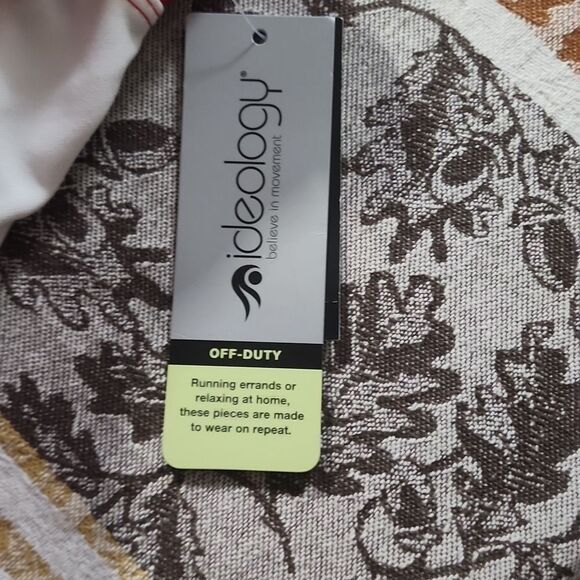 ideology®
believe in movement
OFF-DUTY
Running errands or
relaxing at home,
these pieces are made
to wear on repeat.